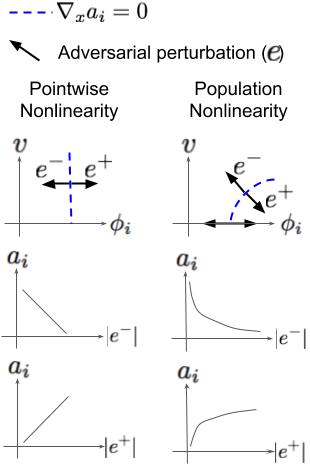 ∇ₓaᵢ = 0
Adversarial perturbation (e)
Pointwise Nonlinearity
Population Nonlinearity
v
e⁻ e⁺
ϕᵢ
v
e⁻
e⁺
ϕᵢ
aᵢ
|e⁻|
aᵢ
|e⁻|
aᵢ
|e⁺|
aᵢ
|e⁺|